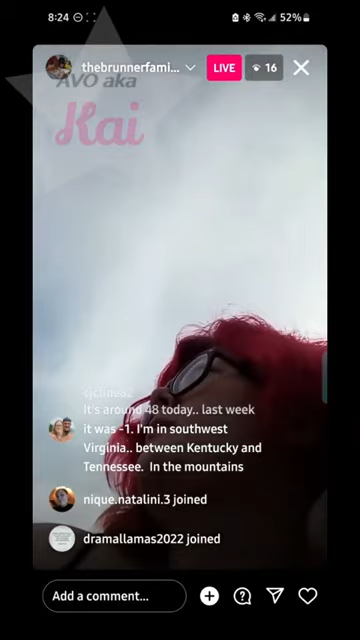 8:24
52%
thebrunnerfami...
LIVE
16
AVO aka
Kai
cjclinea2
It's around 48 today.. last week
it was -1. I'm in southwest
Virginia.. between Kentucky and
Tennessee. In the mountains
nique.natalini.3 joined
dramallamas2022 joined
Add a comment...